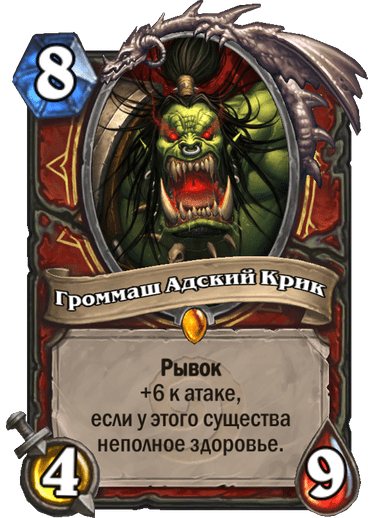 8
Громмаш Адский Крик
Рывок
+6 к атаке,
если у этого существа
неполное здоровье.
4
9